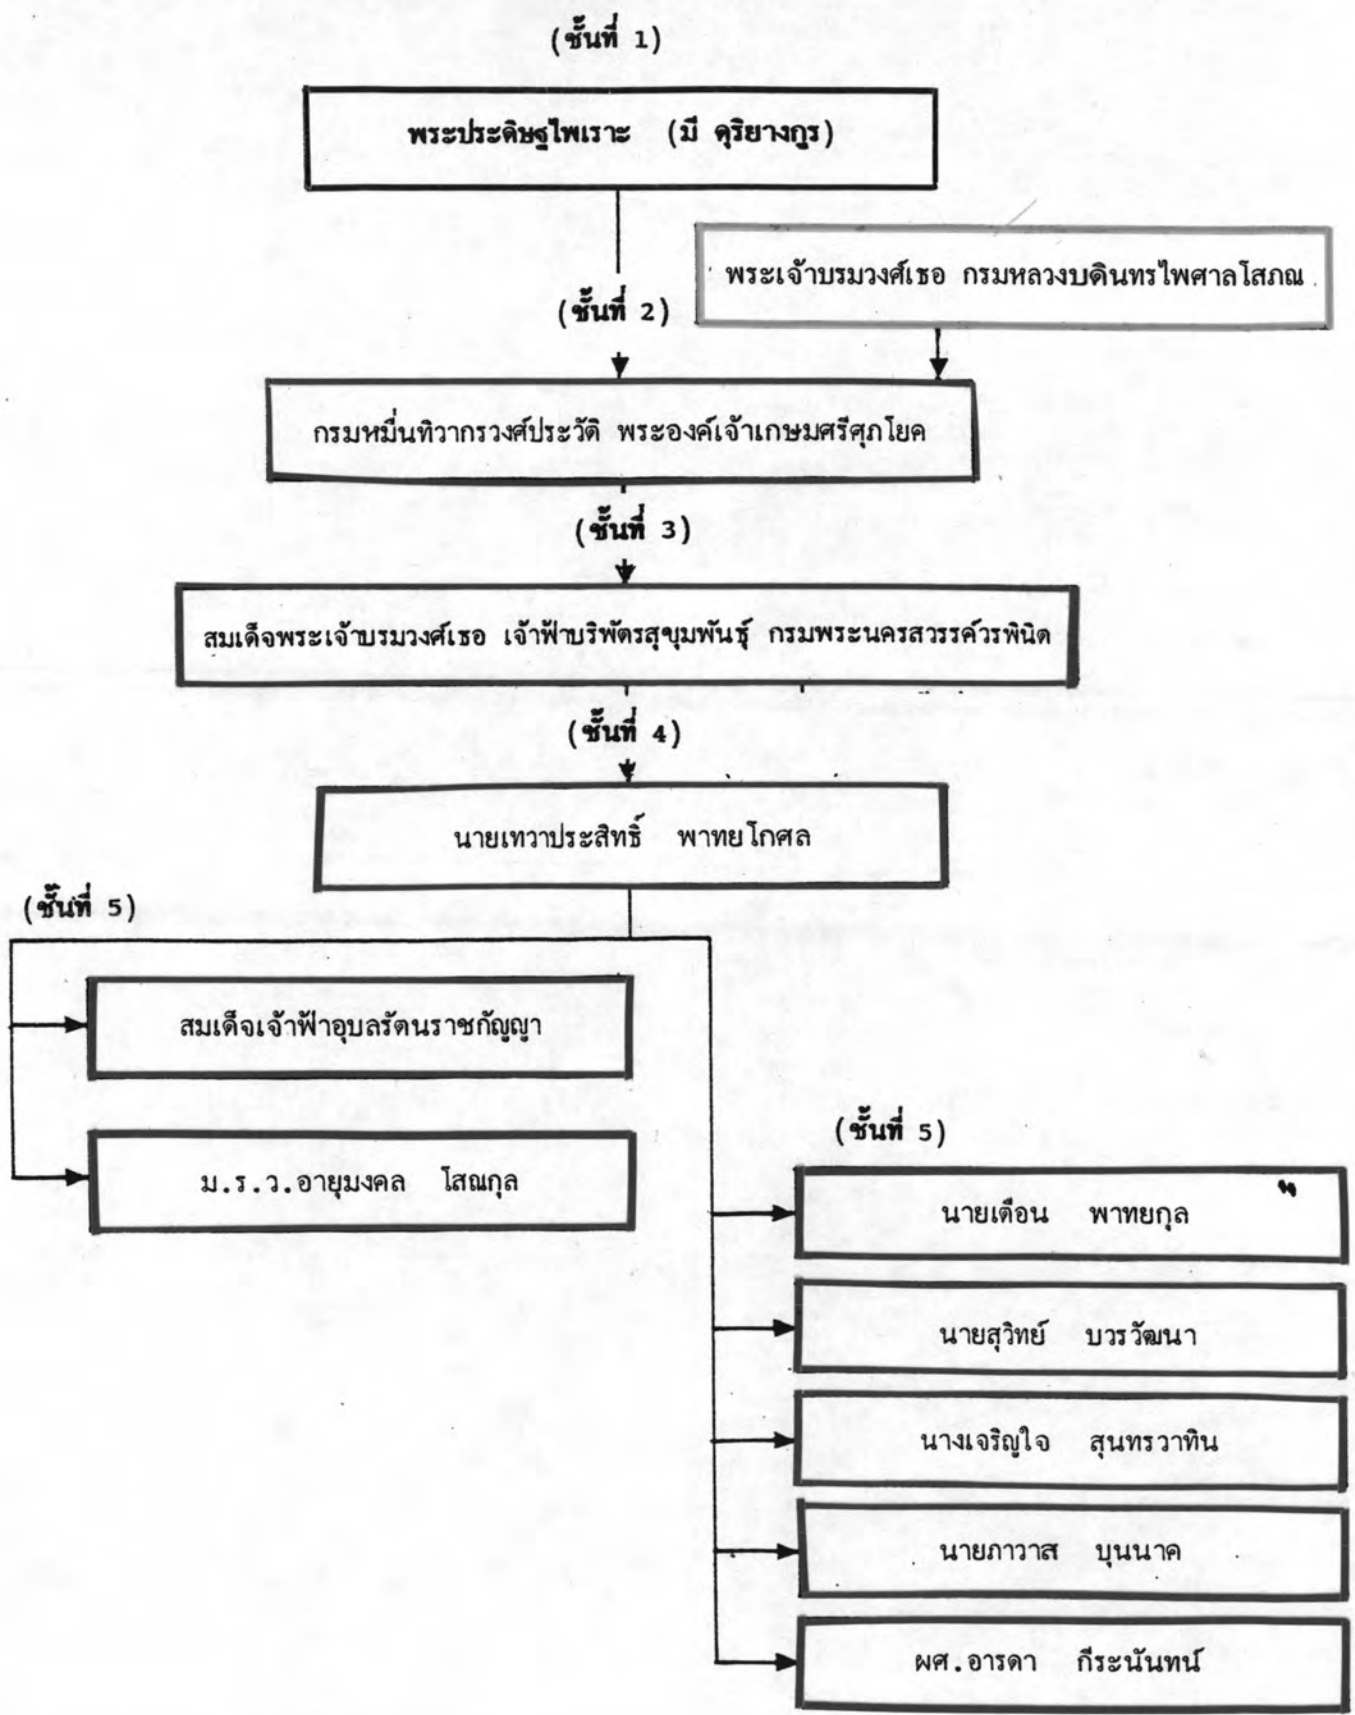 (ชั้นที่ 1)
พระประดิษฐไพเราะ (มี ดุริยางกูร)
พระเจ้าบรมวงศ์เธอ กรมหลวงบดินทรไพศาลโสภณ
(ชั้นที่ 2)
กรมหมื่นทิวากรวงศ์ประวัติ พระองค์เจ้าเกษมศรีศุภโยค
(ชั้นที่ 3)
สมเด็จพระเจ้าบรมวงศ์เธอ เจ้าฟ้าบริพัตรสุขุมพันธุ์ กรมพระนครสวรรค์วรพินิต
(ชั้นที่ 4)
นายเทวาประสิทธิ์ พาทยโกศล
(ชั้นที่ 5)
สมเด็จเจ้าฟ้าอุบลรัตนราชกัญญา
ม.ร.ว.อายุมงคล โสณกุล
(ชั้นที่ 5)
นายเตือน พาทยกุล
นายสุวิทย์ บวรวัฒนา
นางเจริญใจ สุนทรวาทิน
นายภาวาส บุนนาค
ผศ.อารดา กีระนันทน์